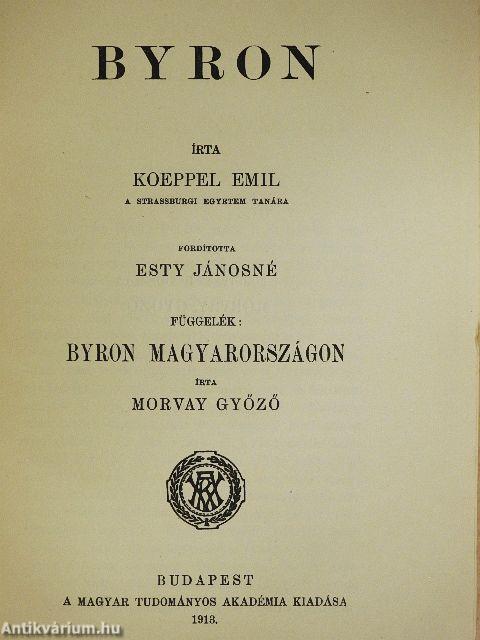 BYRON
ÍRTA
KOEPPEL EMIL
A STRASSBURGI EGYETEM TANÁRA
FORDÍTOTTA
ESTY JÁNOSNÉ
FÜGGELÉK:
BYRON MAGYARORSZÁGON
ÍRTA
MORVAY GYŐZŐ
BUDAPEST
A MAGYAR TUDOMÁNYOS AKADÉMIA KIADÁSA
1913.
Antikvárium.hu